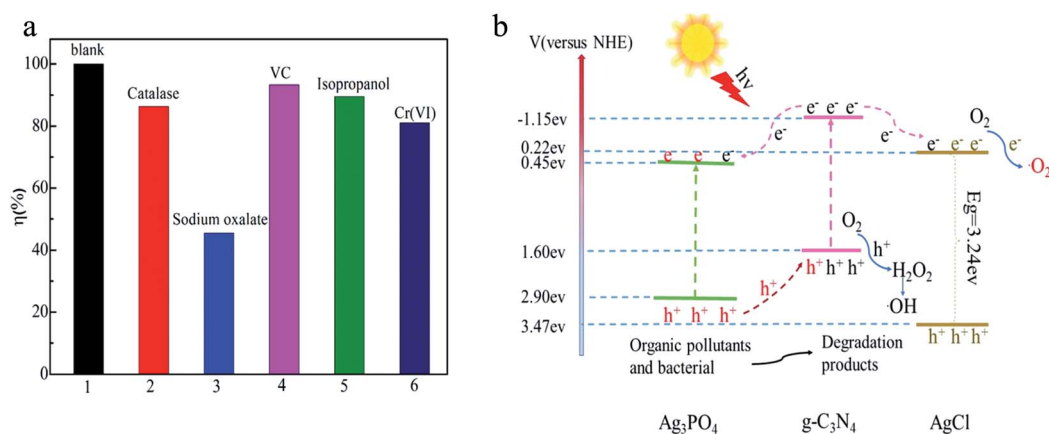 a
η(%)
100
80
60
40
20
0
blank
Catalase
Sodium oxalate
VC
Isopropanol
Cr(VI)
1 2 3 4 5 6
b
V(versus NHE)
hν
-1.15ev
0.22ev
0.45ev
1.60ev
2.90ev
3.47ev
e⁻ e⁻ e⁻
e⁻
e⁻
e⁻ e⁻ e⁻
e⁻ e⁻ e⁻
O₂
e⁻
·O₂
Eg=3.24ev
O₂
h⁺
h⁺ h⁺ h⁺
H₂O₂
·OH
h⁺
h⁺ h⁺ h⁺
h⁺ h⁺ h⁺
Organic pollutants
and bacterial
Degradation
products
Ag₃PO₄
g-C₃N₄
AgCl